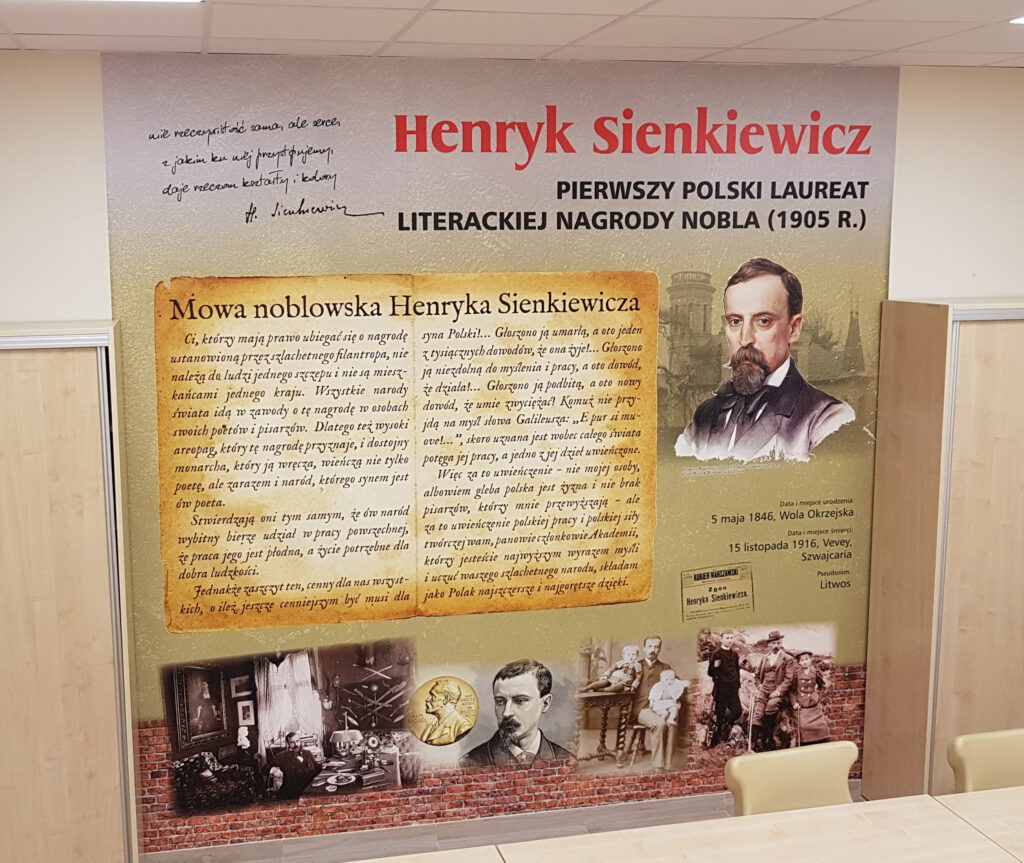 nie rzeczywistość sama, ale serce,
z jakim ku niej przystępujemy,
daje rzeczom kształty i kolory
H. Sienkiewicz
Henryk Sienkiewicz
PIERWSZY POLSKI LAUREAT
LITERACKIEJ NAGRODY NOBLA (1905 R.)
Mowa noblowska Henryka Sienkiewicza
Ci, którzy mają prawo ubiegać się o nagrodę
ustanowioną przez szlachetnego filantropa, nie
należą do ludzi jednego szczepu i nie są miesz-
kańcami jednego kraju. Wszystkie narody
świata idą w zawody o tę nagrodę w osobach
swoich poetów i pisarzów. Dlatego też wysoki
areopag, który tę nagrodę przyznaje, i dostojny
monarcha, który ją wręcza, wieńczą nie tylko
poetę, ale zarazem i naród, którego synem jest
ów poeta.
Stwierdzają oni tym samym, że ów naród
wybitny bierze udział w pracy powszechnej,
że praca jego jest płodna, a życie potrzebne dla
dobra ludzkości.
Jednakże zaszczyt ten, cenny dla nas wszyst-
kich, o ileż jeszcze cenniejszym być musi dla
syna Polski!... Głoszono ją umarłą, a oto jeden
z tysiącznych dowodów, że ona żyje!... Głoszono
ją niezdolną do myślenia i pracy, a oto dowód,
że działa!... Głoszono ją podbitą, a oto nowy
dowód, że umie zwyciężać! Komuż nie przy-
jdą na myśl słowa Galileusza: „E pur si mu-
ove!...”, skoro uznana jest wobec całego świata
potęga jej pracy, a jedno z jej dzieł uwieńczone.
Więc za to uwieńczenie – nie mojej osoby,
albowiem gleba polska jest żyzna i nie brak
pisarzów, którzy mnie przewyższają – ale
za to uwieńczenie polskiej pracy i polskiej siły
twórczej wam, panowie członkowie Akademii,
którzy jesteście najwyższym wyrazem myśli
i uczuć waszego szlachetnego narodu, składam
jako Polak najszczersze i najgorętsze dzięki.
Data i miejsce urodzenia:
5 maja 1846, Wola Okrzejska
Data i miejsce śmierci:
15 listopada 1916, Vevey,
Szwajcaria
Pseudonim:
Litwos
KURIER WARSZAWSKI
Zgon
Henryka Sienkiewicza.